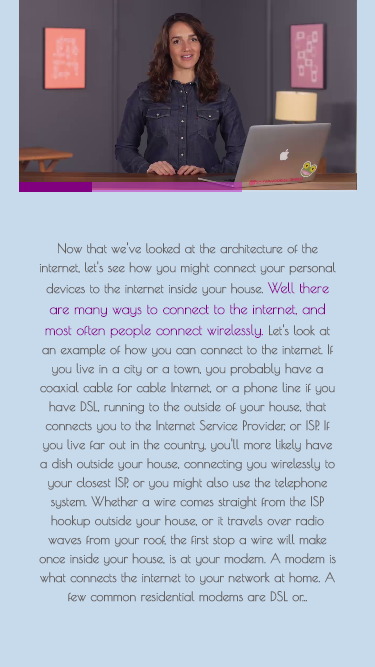 Now that we've looked at the architecture of the
internet, let's see how you might connect your personal
devices to the internet inside your house. Well there
are many ways to connect to the internet, and
most often people connect wirelessly. Let's look at
an example of how you can connect to the internet. If
you live in a city or a town, you probably have a
coaxial cable for cable Internet, or a phone line if you
have DSL, running to the outside of your house, that
connects you to the Internet Service Provider, or ISP. If
you live far out in the country, you'll more likely have
a dish outside your house, connecting you wirelessly to
your closest ISP, or you might also use the telephone
system. Whether a wire comes straight from the ISP
hookup outside your house, or it travels over radio
waves from your roof, the first stop a wire will make
once inside your house, is at your modem. A modem is
what connects the internet to your network at home. A
few common residential modems are DSL or...